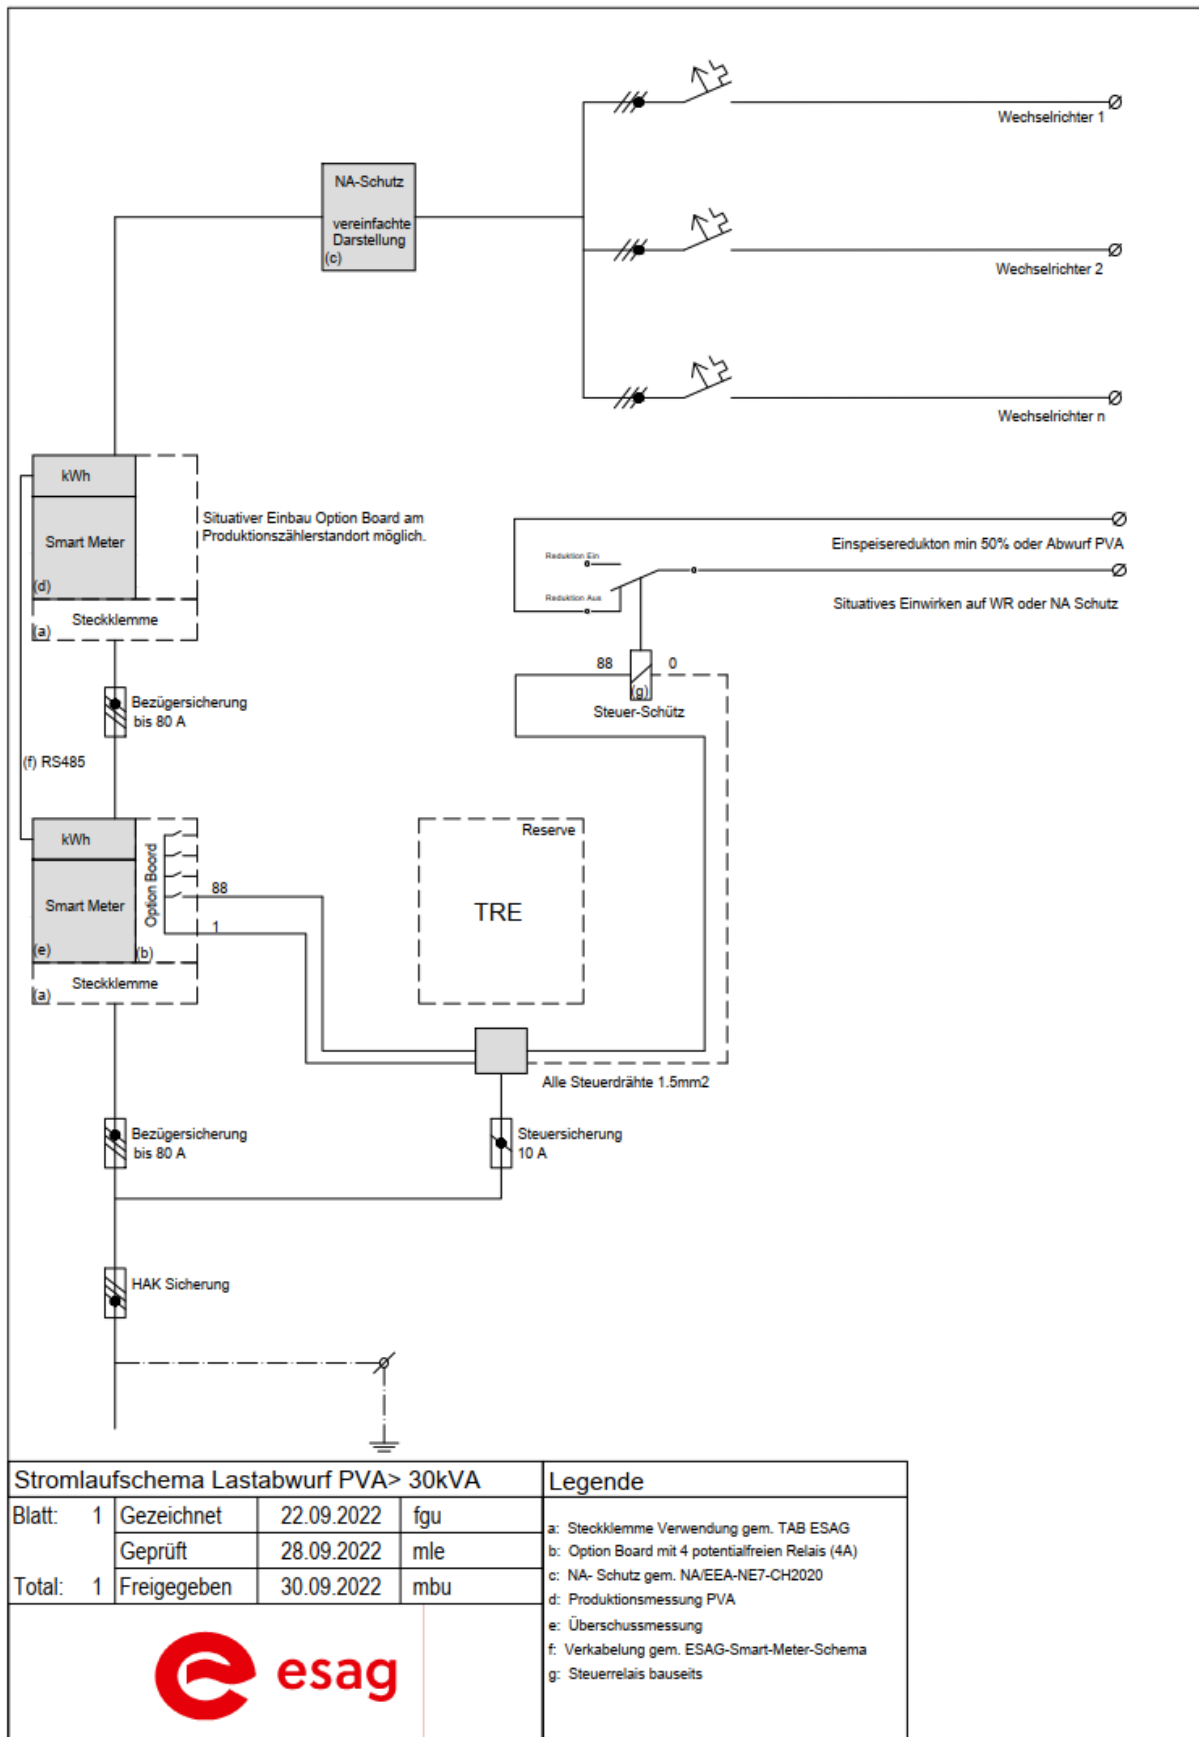 Wechselrichter 1
NA-Schutz
vereinfachte
Darstellung
(c)
Wechselrichter 2
Wechselrichter n
kWh
Smart Meter
(d)
Situativer Einbau Option Board am
Produktionszählerstandort möglich.
Steckklemme
(a)
Einspeisereduktion min 50% oder Abwurf PVA
Reduktion Ein
Reduktion Aus
Situatives Einwirken auf WR oder NA Schutz
88
0
(g)
Steuer-Schütz
Bezügersicherung
bis 80 A
(f) RS485
kWh
Smart Meter
(e)
Option Boord
(b)
88
1
Steckklemme
(a)
Reserve
TRE
Alle Steuerdrähte 1.5mm2
Bezügersicherung
bis 80 A
Steuersicherung
10 A
HAK Sicherung
Stromlaufschema Lastabwurf PVA> 30kVA
Blatt: 1 Gezeichnet 22.09.2022 fgu
Geprüft 28.09.2022 mle
Total: 1 Freigegeben 30.09.2022 mbu
esag
Legende
a: Steckklemme Verwendung gem. TAB ESAG
b: Option Board mit 4 potentialfreien Relais (4A)
c: NA- Schutz gem. NA/EEA-NE7-CH2020
d: Produktionsmessung PVA
e: Überschussmessung
f: Verkabelung gem. ESAG-Smart-Meter-Schema
g: Steuerrelais bauseits